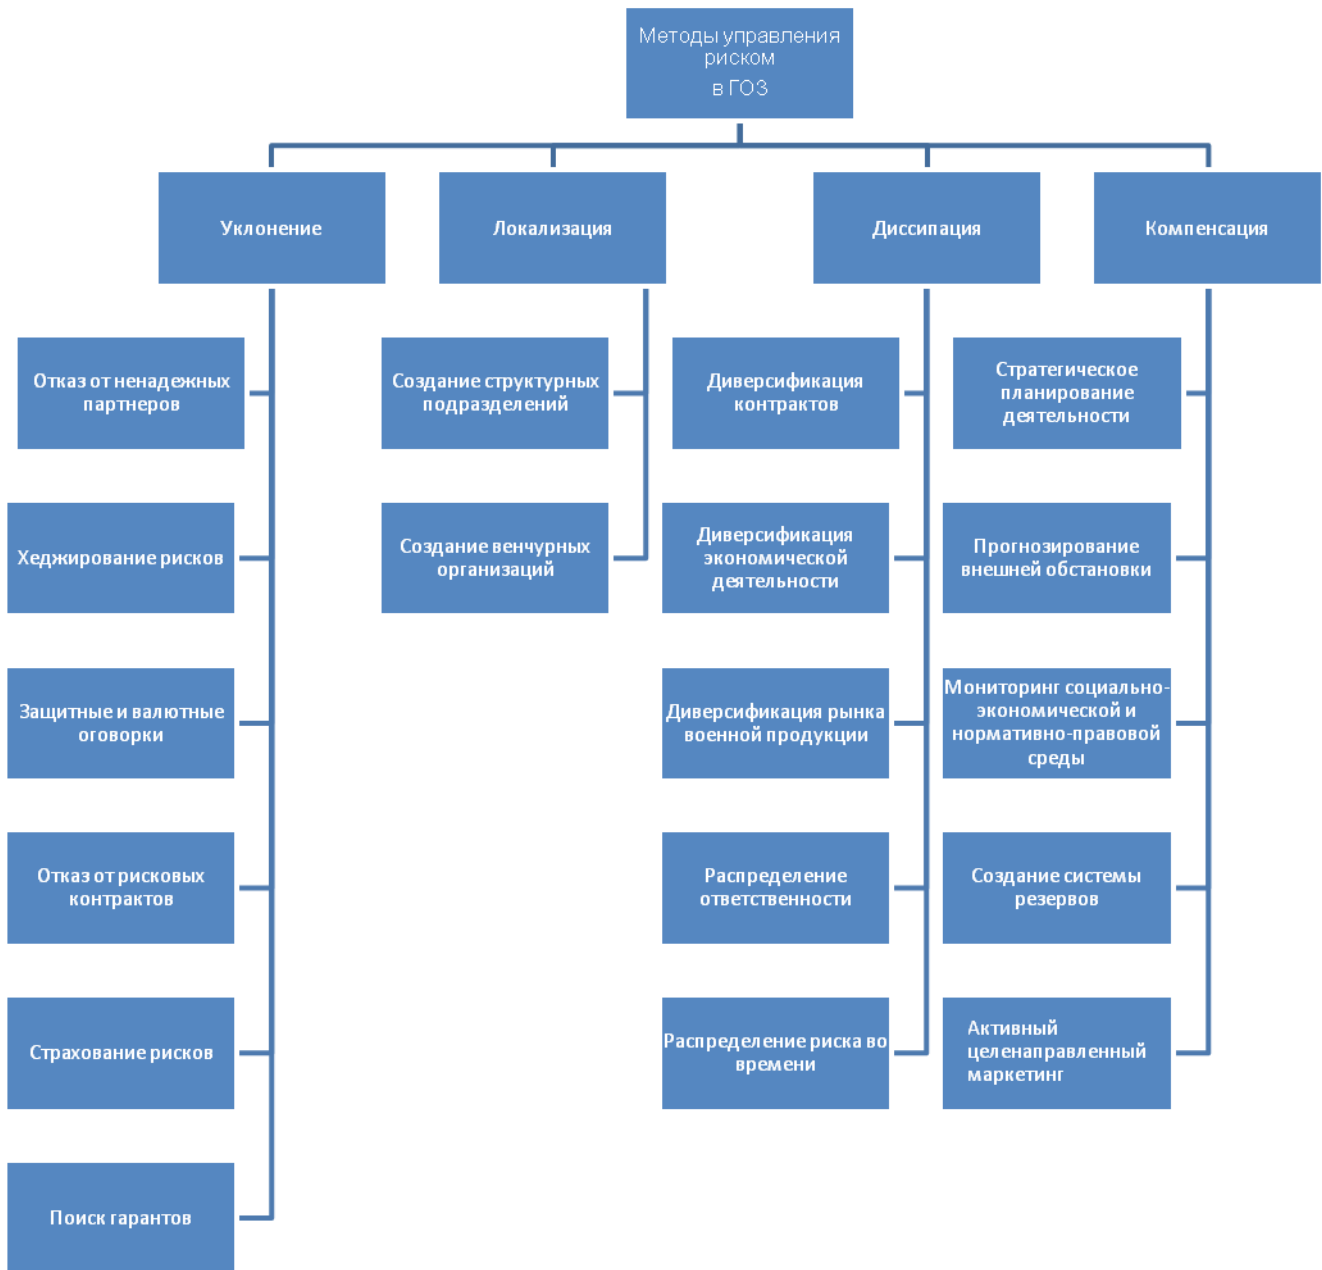 Методы управления
риском
в ГОЗ
Уклонение
Локализация
Диссипация
Компенсация
Отказ от ненадежных
партнеров
Хеджирование рисков
Защитные и валютные
оговорки
Отказ от рисковых
контрактов
Страхование рисков
Поиск гарантов
Создание структурных
подразделений
Создание венчурных
организаций
Диверсификация
контрактов
Диверсификация
экономической
деятельности
Диверсификация рынка
военной продукции
Распределение
ответственности
Распределение риска во
времени
Стратегическое
планирование
деятельности
Прогнозирование
внешней обстановки
Мониторинг социально-
экономической и
нормативно-правовой
среды
Создание системы
резервов
Активный
целенаправленный
маркетинг